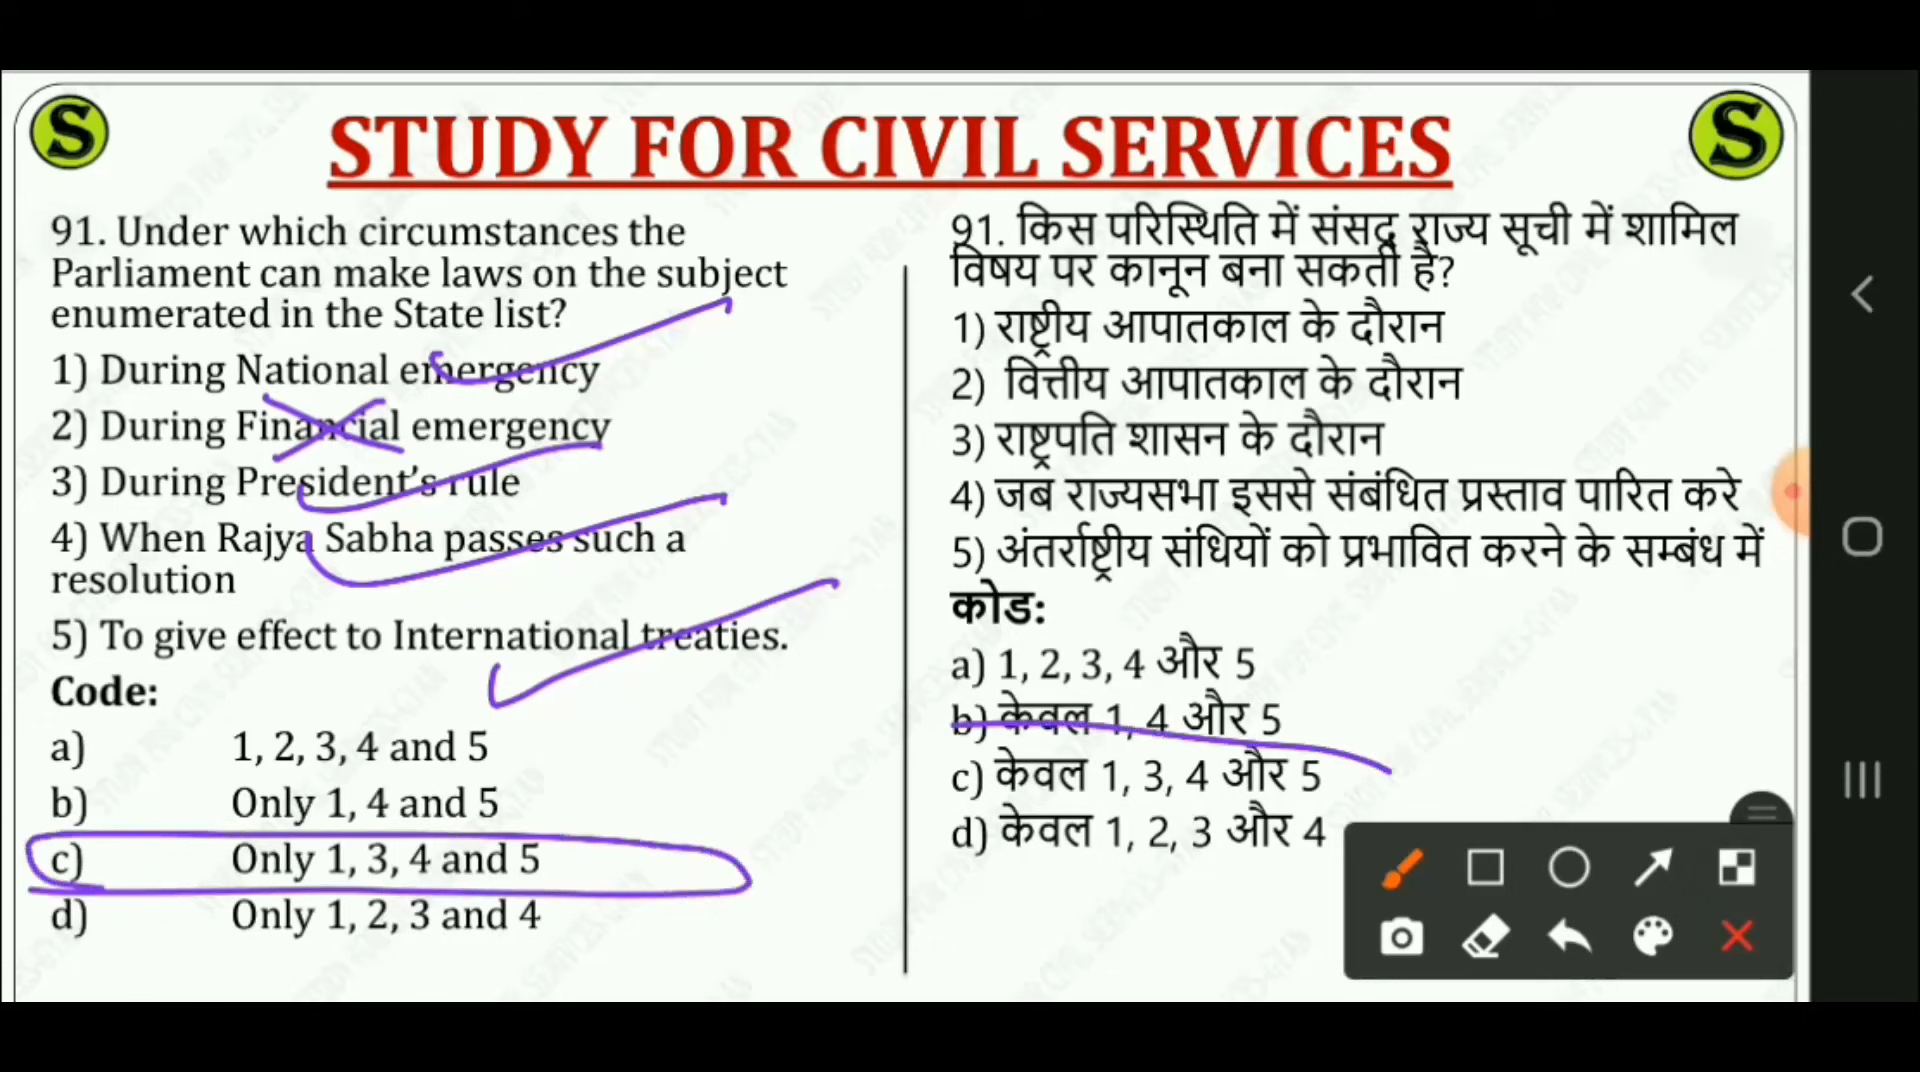 S
STUDY FOR CIVIL SERVICES
S
91. Under which circumstances the
Parliament can make laws on the subject
enumerated in the State list?
1) During National emergency
2) During Financial emergency
3) During President's rule
4) When Rajya Sabha passes such a
resolution
5) To give effect to International treaties.
Code:
a) 1, 2, 3, 4 and 5
b) Only 1, 4 and 5
c) Only 1, 3, 4 and 5
d) Only 1, 2, 3 and 4
91. किस परिस्थिति में संसद राज्य सूची में शामिल
विषय पर कानून बना सकती है?
1) राष्ट्रीय आपातकाल के दौरान
2) वित्तीय आपातकाल के दौरान
3) राष्ट्रपति शासन के दौरान
4) जब राज्यसभा इससे संबंधित प्रस्ताव पारित करे
5) अंतर्राष्ट्रीय संधियों को प्रभावित करने के सम्बंध में
कोड:
a) 1, 2, 3, 4 और 5
b) केवल 1, 4 और 5
c) केवल 1, 3, 4 और 5
d) केवल 1, 2, 3 और 4